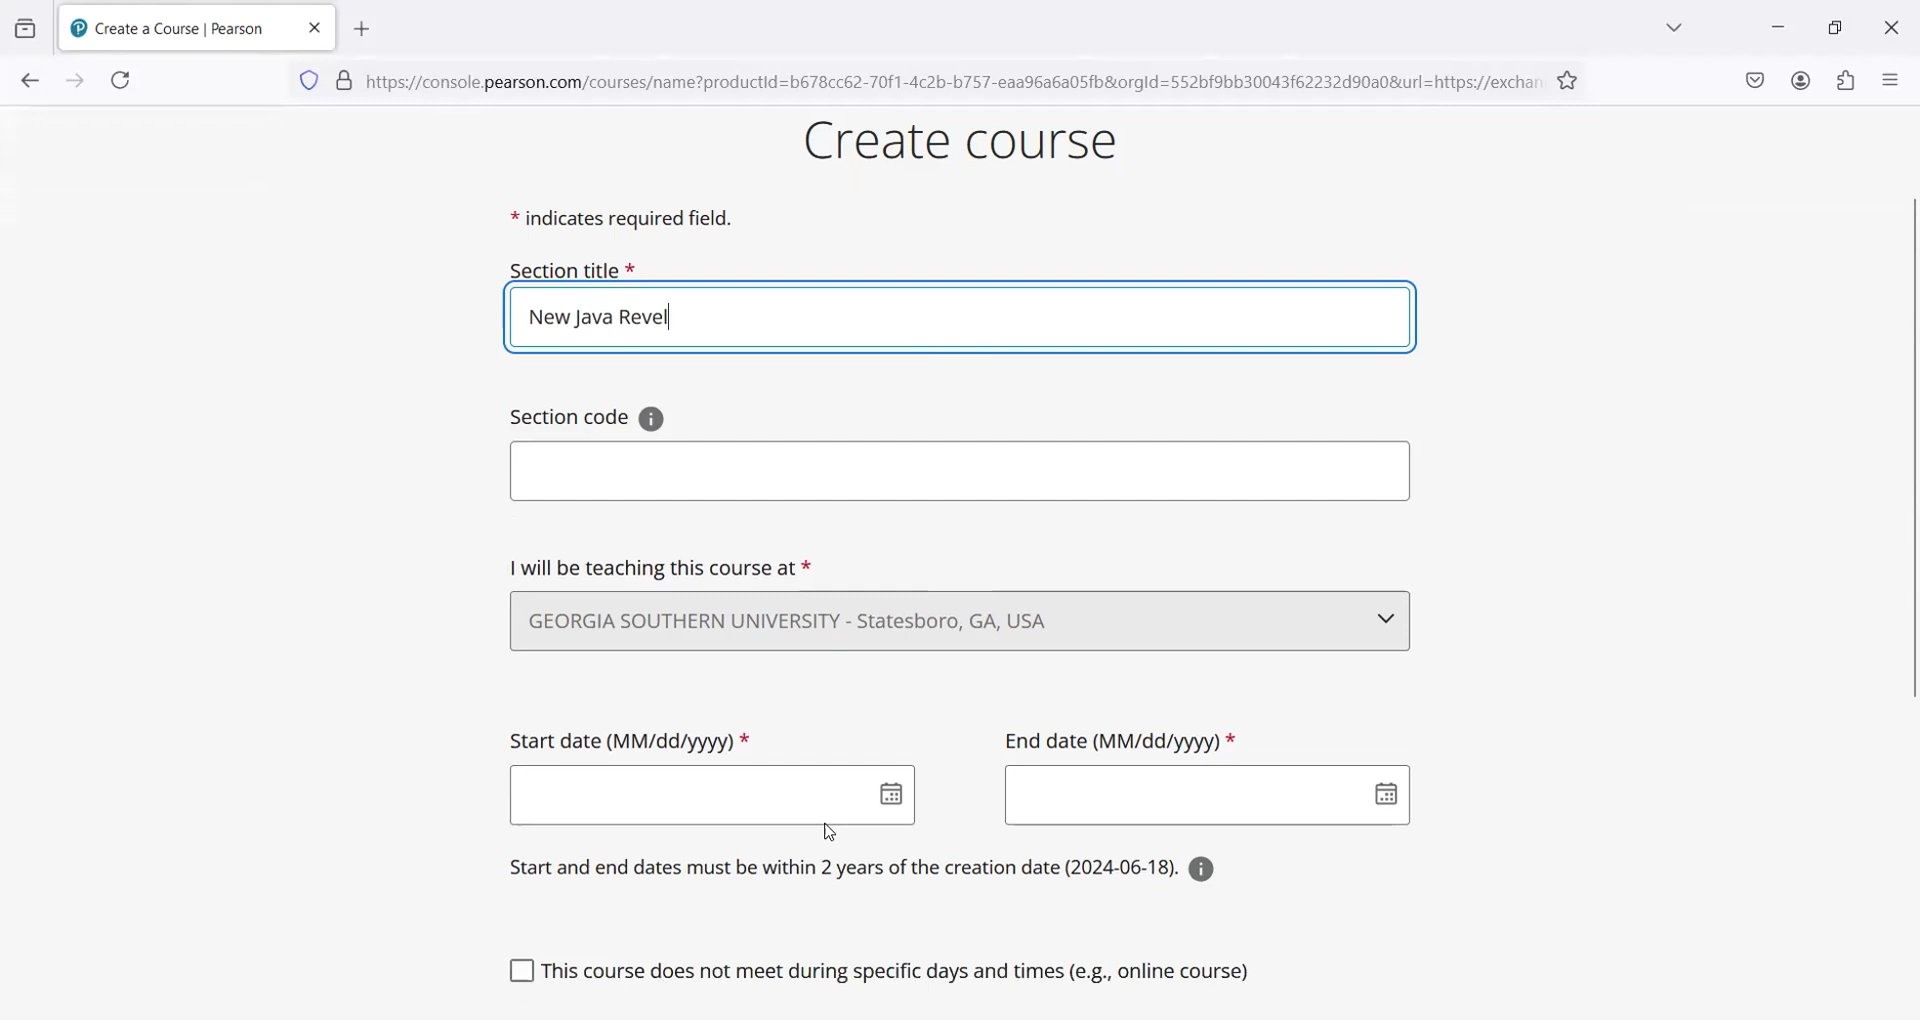 Create a Course | Pearson
https://console.pearson.com/courses/name?productId=b678cc62-70f1-4c2b-b757-eaa96a6a05fb&orgId=552bf9bb30043f62232d90a0&url=https://exchan
Create course
* indicates required field.
Section title *
New Java Revel
Section code
I will be teaching this course at *
GEORGIA SOUTHERN UNIVERSITY - Statesboro, GA, USA
Start date (MM/dd/yyyy) * End date (MM/dd/yyyy) *
Start and end dates must be within 2 years of the creation date (2024-06-18).
This course does not meet during specific days and times (e.g., online course)